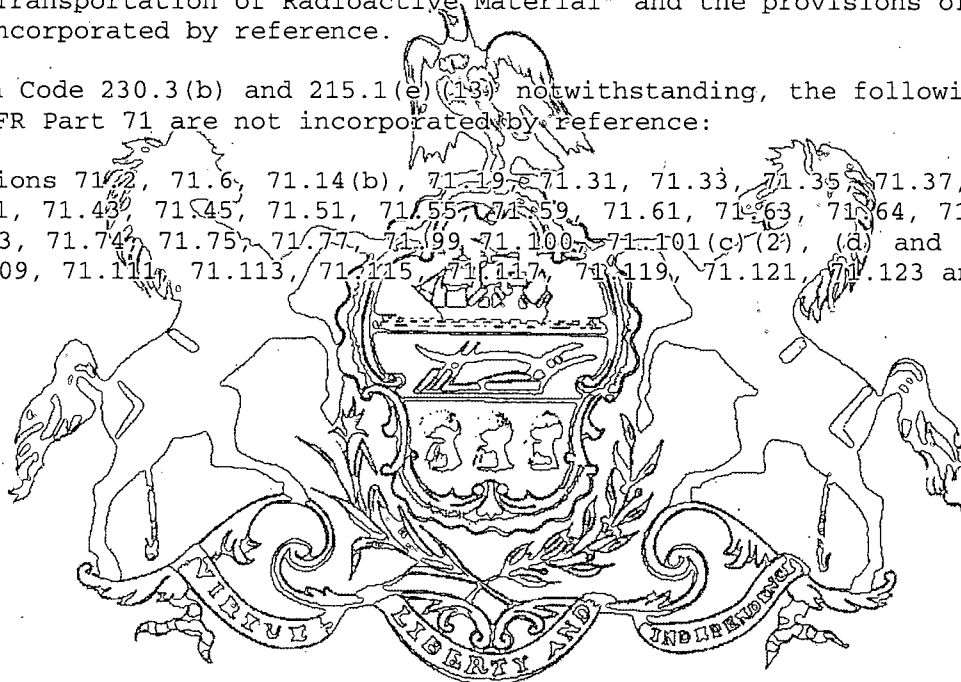 Transportation of Radioactive Material" and the provisions of
ncorporated by reference.
Code 230.3(b) and 215.1(e)(13) notwithstanding, the followi
FR Part 71 are not incorporated by reference:
ions 71.2, 71.6, 71.14(b), 71.19, 71.31, 71.33, 71.35, 71.37,
1, 71.43, 71.45, 71.51, 71.55, 71.59, 71.61, 71.63, 71.64, 71
3, 71.74, 71.75, 71.77, 71.99 71.100, 71.101(c)(2), (d) and
09, 71.111, 71.113, 71.115, 71.117, 71.119, 71.121, 71.123 an
VIRTUE LIBERTY AND INDEPENDENCE